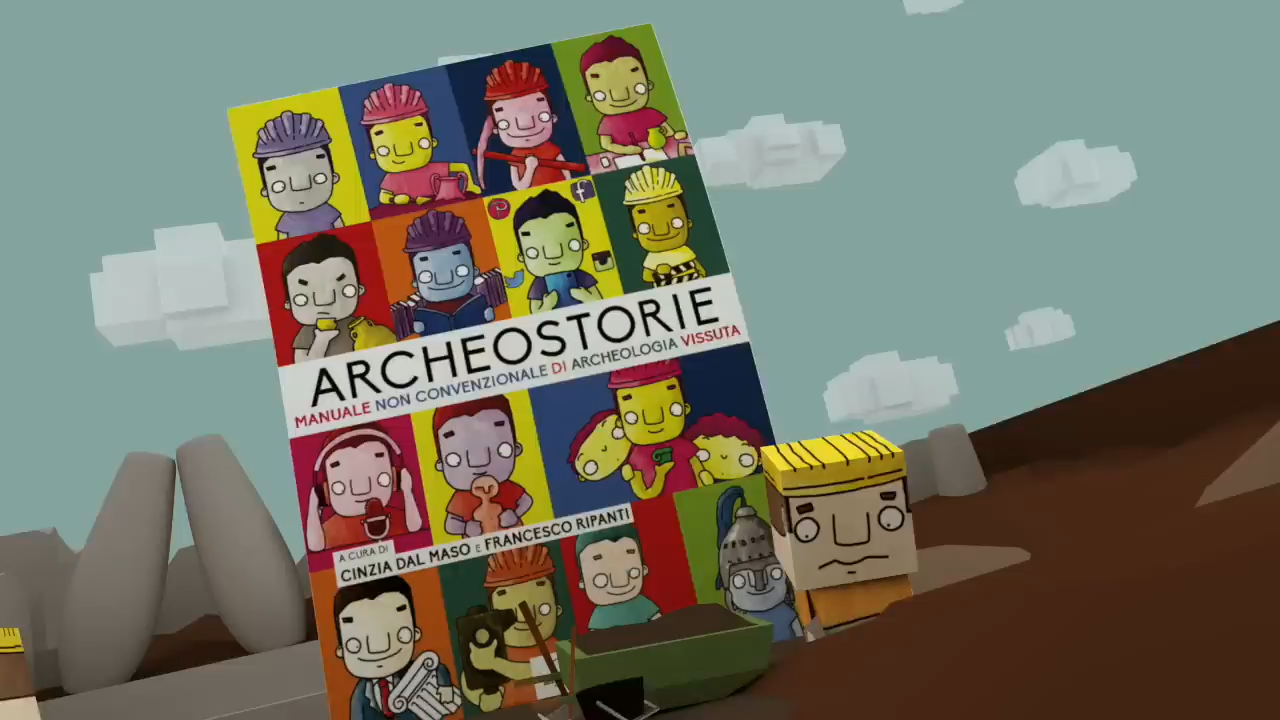 ARCHEOSTORIE
MANUALE NON CONVENZIONALE DI ARCHEOLOGIA VISSUTA
A CURA DI
CINZIA DAL MASO E FRANCESCO RIPANTI